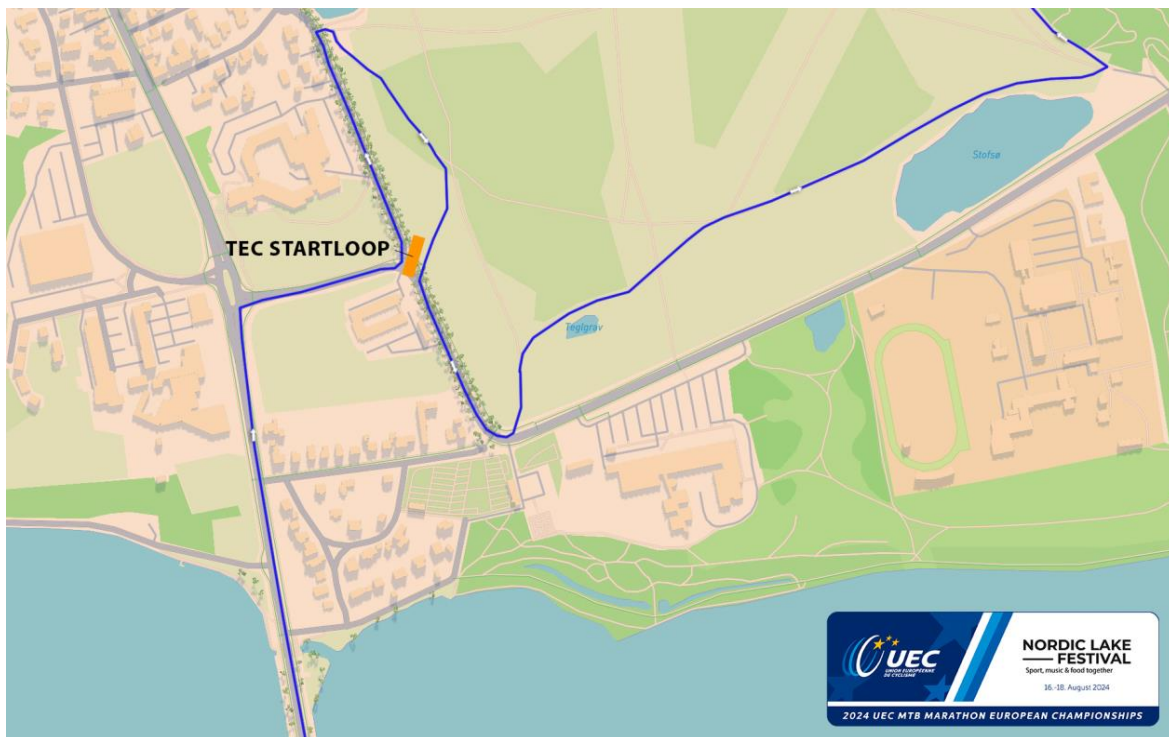 Stofsø
TEC STARTLOOP
Teglgrav
UEC
UNION EUROPÉENNE
DE CYCLISME
NORDIC LAKE
FESTIVAL
Sport, music & food together
16.-18. August 2024
2024 UEC MTB MARATHON EUROPEAN CHAMPIONSHIPS